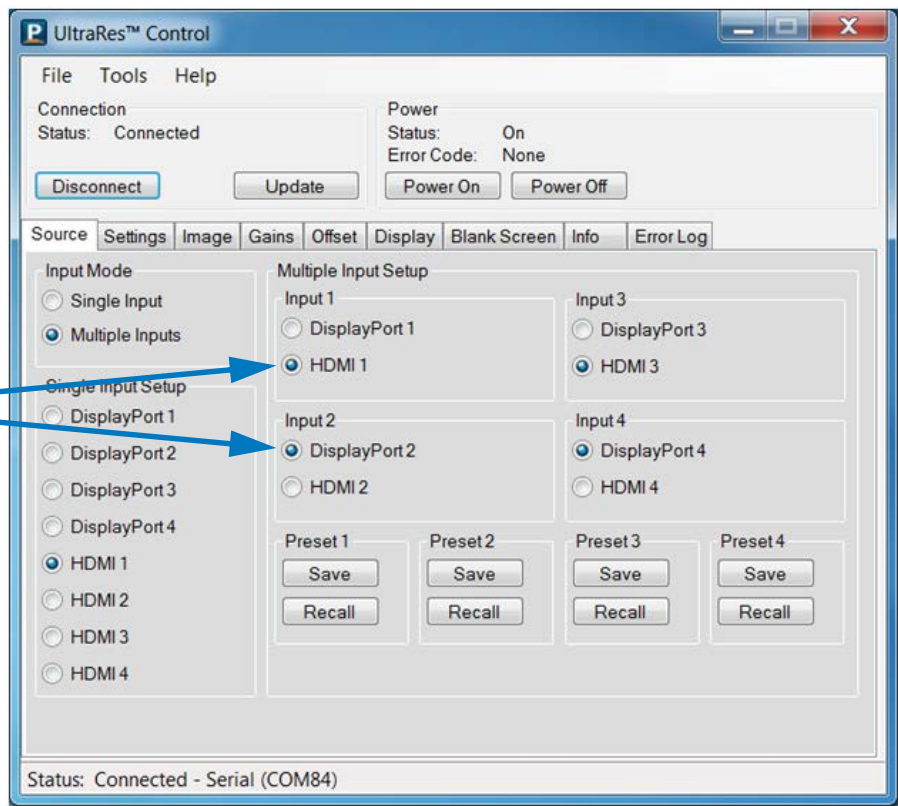 P UltraRes™ Control
File Tools Help
Connection
Status: Connected
Disconnect Update
Power
Status: On
Error Code: None
Power On Power Off
Source Settings Image Gains Offset Display Blank Screen Info Error Log
Input Mode
Single Input
Multiple Inputs
Single Input Setup
DisplayPort 1
DisplayPort 2
DisplayPort 3
DisplayPort 4
HDMI 1
HDMI 2
HDMI 3
HDMI 4
Multiple Input Setup
Input 1
DisplayPort 1
HDMI 1
Input 2
DisplayPort 2
HDMI 2
Input 3
DisplayPort 3
HDMI 3
Input 4
DisplayPort 4
HDMI 4
Preset 1
Save
Recall
Preset 2
Save
Recall
Preset 3
Save
Recall
Preset 4
Save
Recall
Status: Connected - Serial (COM84)